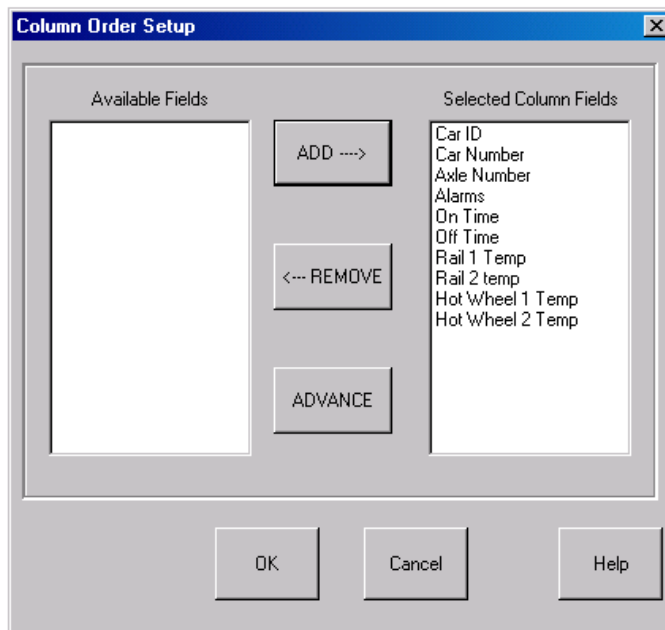 Column Order Setup
Available Fields
Selected Column Fields
ADD ---->
<--- REMOVE
ADVANCE
Car ID
Car Number
Axle Number
Alarms
On Time
Off Time
Rail 1 Temp
Rail 2 temp
Hot Wheel 1 Temp
Hot Wheel 2 Temp
OK
Cancel
Help